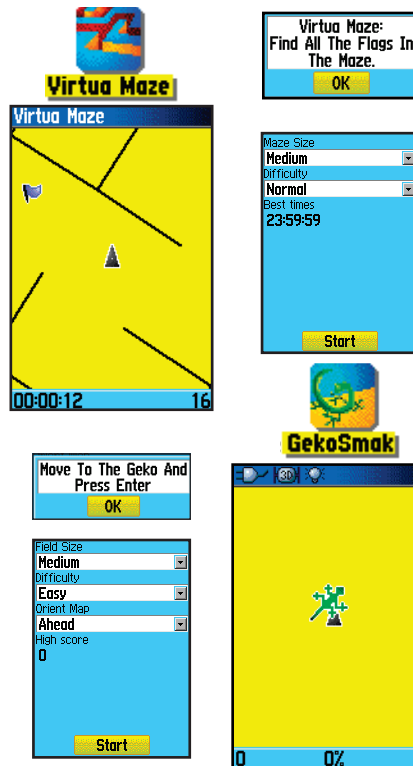 Virtua Maze
Virtua Maze
00:00:12 16
Virtua Maze:
Find All The Flags In
The Maze.
OK
Maze Size
Medium
Difficulty
Normal
Best times
23:59:59
Start
GekoSmak
Move To The Geko And
Press Enter
OK
Field Size
Medium
Difficulty
Easy
Orient Map
Ahead
High score
0
Start
3D
0 0%